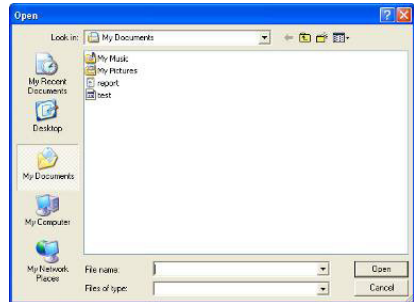 Open
Look in:
My Documents
My Recent
Documents
Desktop
My Documents
My Computer
My Network
Places
My Music
My Pictures
report
test
File name:
Open
Files of type:
Cancel